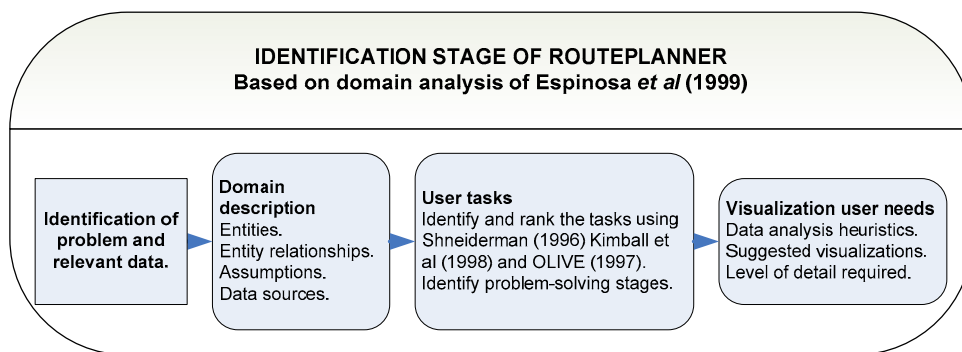 IDENTIFICATION STAGE OF ROUTEPLANNER
Based on domain analysis of Espinosa et al (1999)
Identification of
problem and
relevant data.
Domain
description
Entities.
Entity relationships.
Assumptions.
Data sources.
User tasks
Identify and rank the tasks using
Shneiderman (1996) Kimball et
al (1998) and OLIVE (1997).
Identify problem-solving stages.
Visualization user needs
Data analysis heuristics.
Suggested visualizations.
Level of detail required.